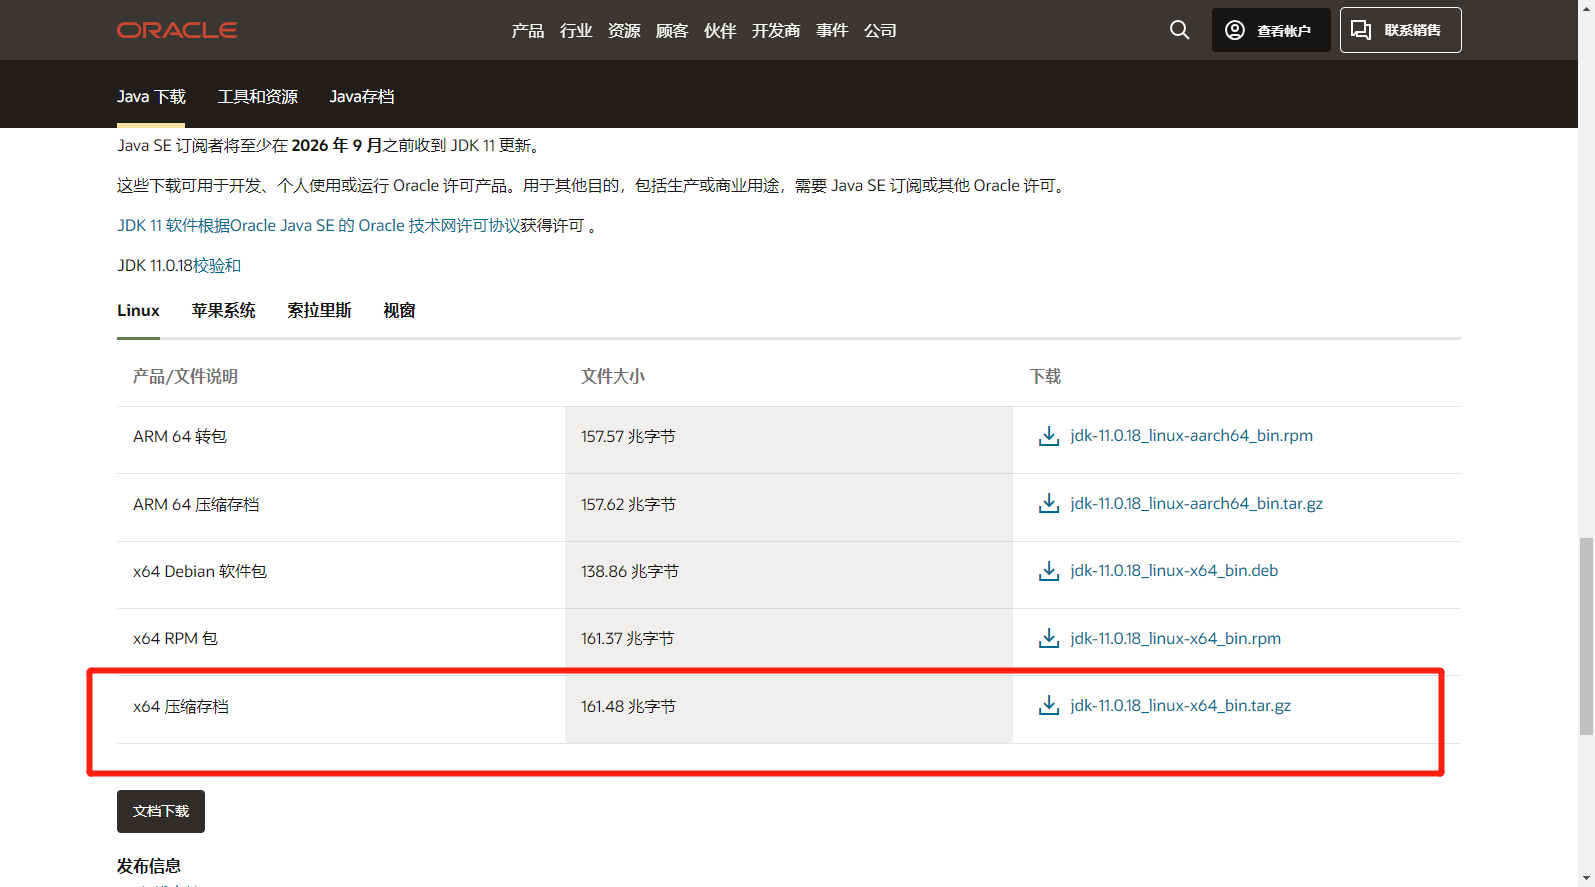 ORACLE 产品 行业 资源 顾客 伙伴 开发商 事件 公司 查看帐户 联系销售
Java 下载 工具和资源 Java存档
Java SE 订阅者将至少在 2026 年 9 月之前收到 JDK 11 更新。
这些下载可用于开发、个人使用或运行 Oracle 许可产品。用于其他目的，包括生产或商业用途，需要 Java SE 订阅或其他 Oracle 许可。
JDK 11 软件根据Oracle Java SE 的 Oracle 技术网许可协议获得许可 。
JDK 11.0.18校验和
Linux 苹果系统 索拉里斯 视窗
产品/文件说明 文件大小 下载
ARM 64 转包 157.57 兆字节 jdk-11.0.18_linux-aarch64_bin.rpm
ARM 64 压缩存档 157.62 兆字节 jdk-11.0.18_linux-aarch64_bin.tar.gz
x64 Debian 软件包 138.86 兆字节 jdk-11.0.18_linux-x64_bin.deb
x64 RPM 包 161.37 兆字节 jdk-11.0.18_linux-x64_bin.rpm
x64 压缩存档 161.48 兆字节 jdk-11.0.18_linux-x64_bin.tar.gz
文档下载
发布信息